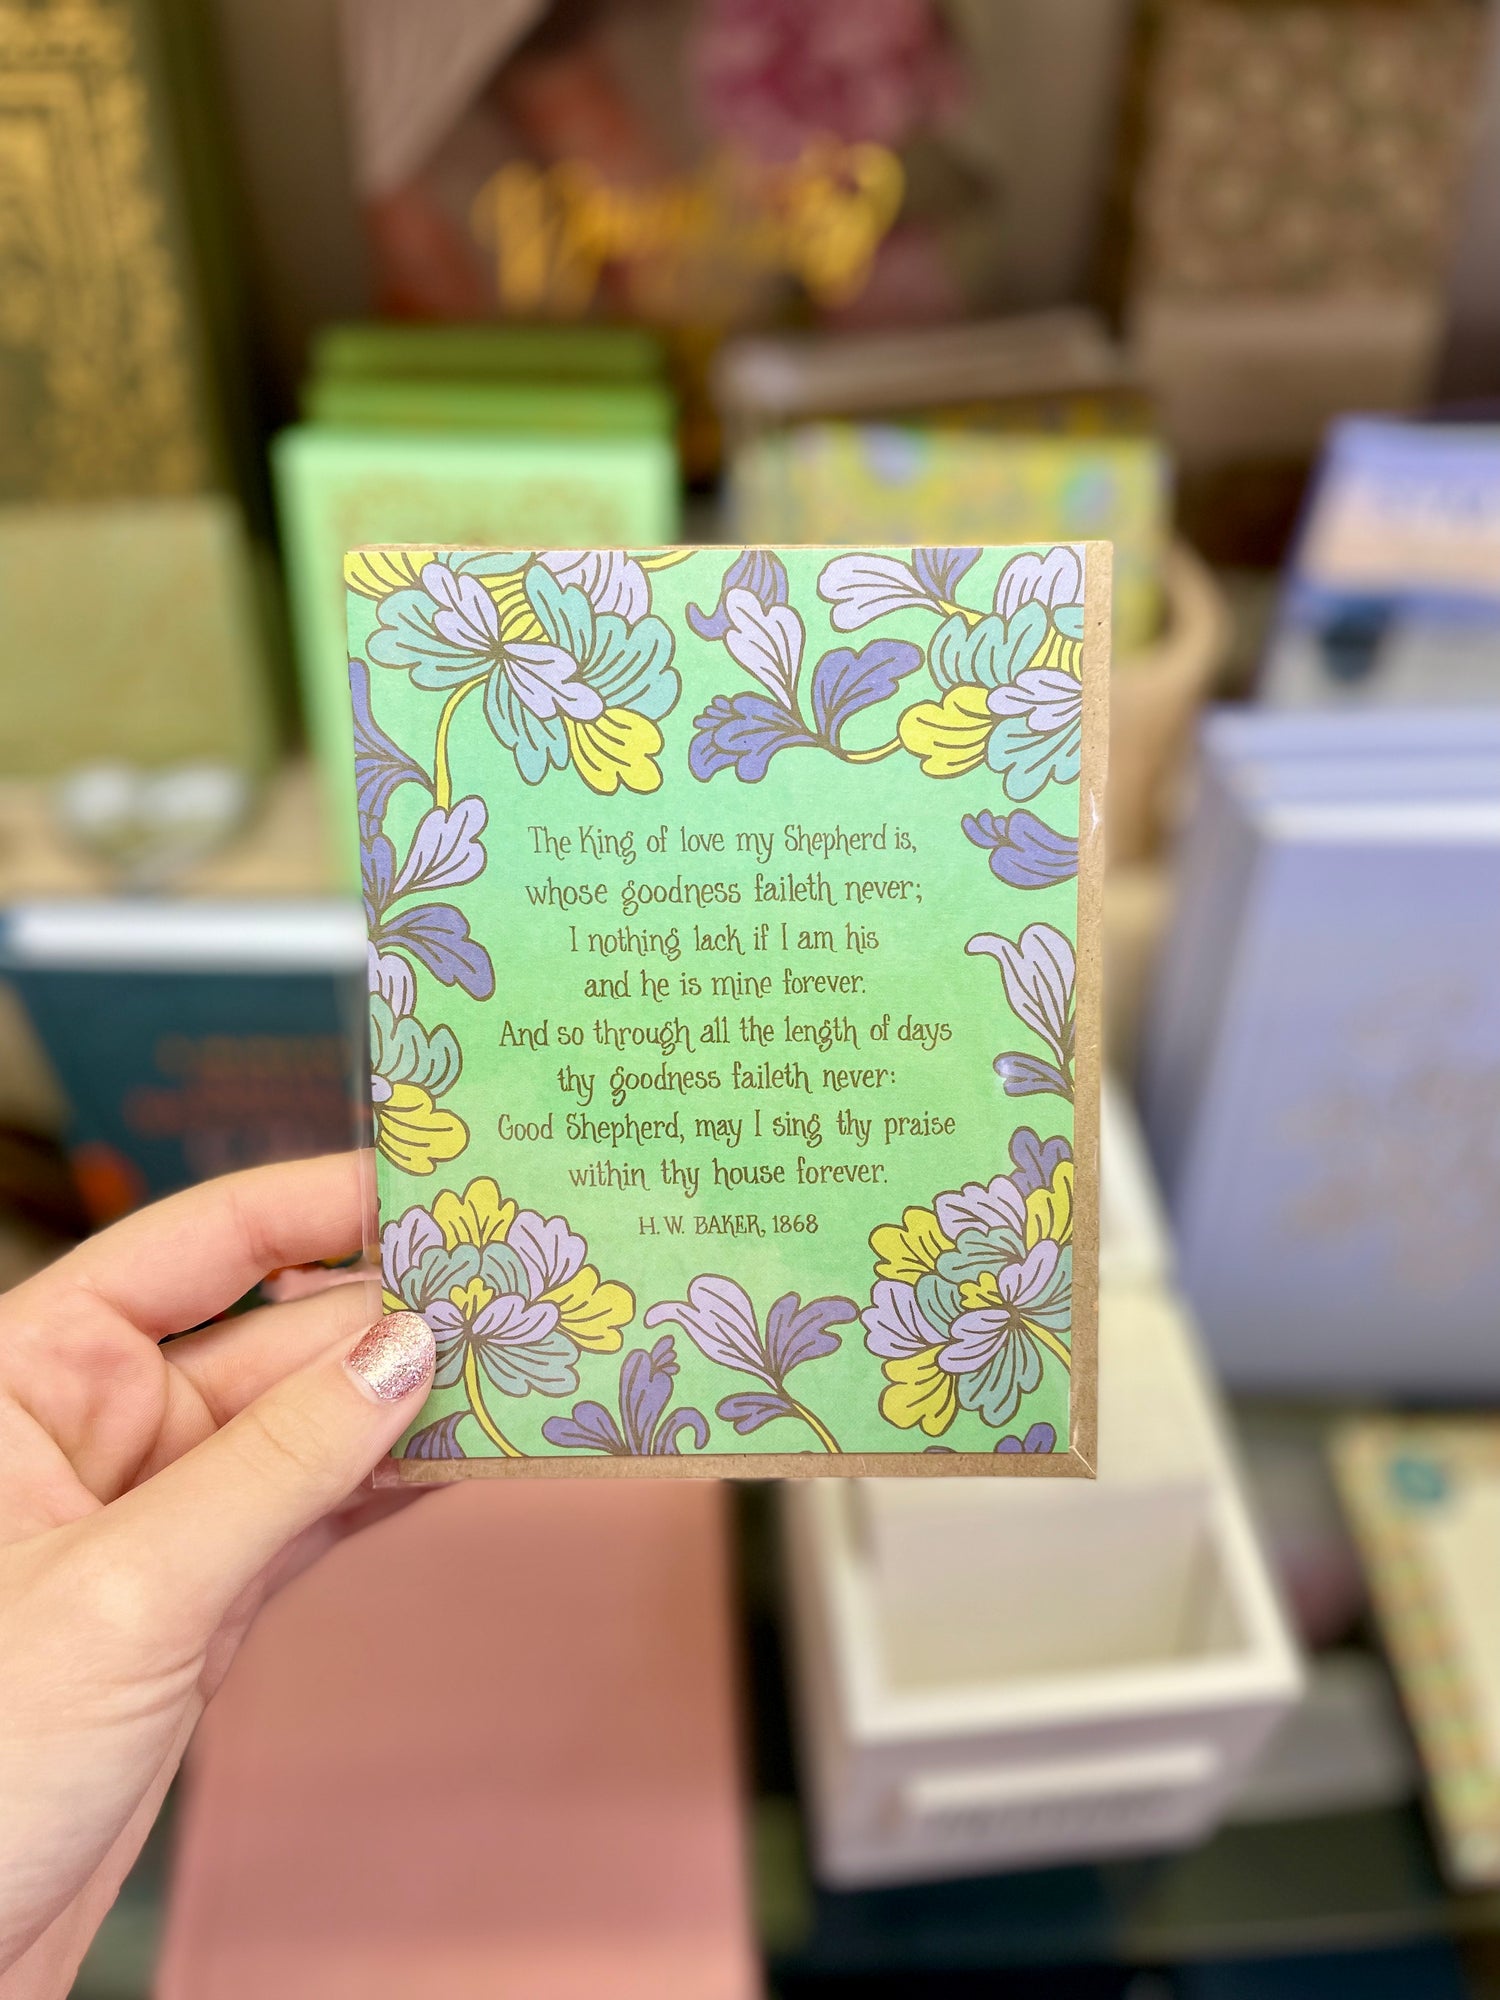 The King of love my Shepherd is,
whose goodness faileth never;
I nothing lack if I am his
and he is mine forever.
And so through all the length of days
thy goodness faileth never:
Good Shepherd, may I sing thy praise
within thy house forever.
H. W. BAKER, 1868